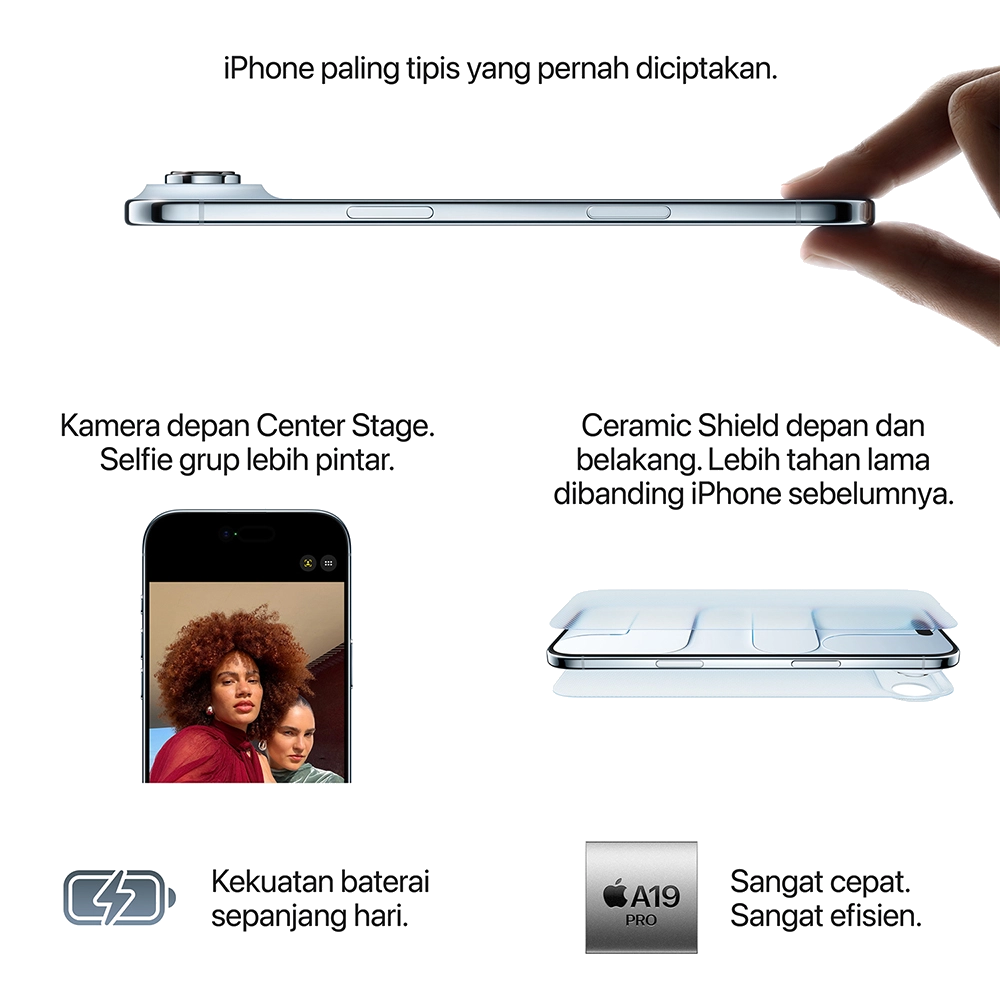 iPhone paling tipis yang pernah diciptakan.
Kamera depan Center Stage.
Selfie grup lebih pintar.
Ceramic Shield depan dan
belakang. Lebih tahan lama
dibanding iPhone sebelumnya.
Kekuatan baterai
sepanjang hari.
A19
PRO
Sangat cepat.
Sangat efisien.